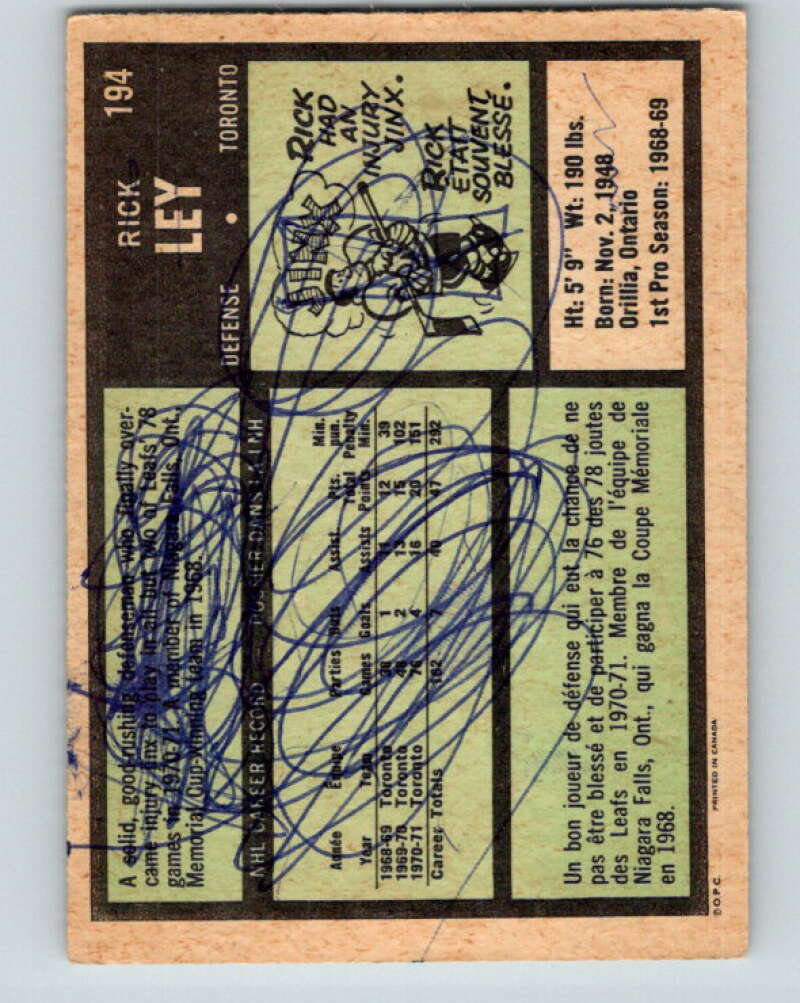 RICK 194
LEY
DEFENSE • TORONTO
A solid, good-rushing defenseman who finally over-
came injury jinx to play in all but two of Leafs' 78
games in 1970-71. A member of Niagara Falls, Ont.,
Memorial Cup-winning team in 1968.
JINX
RICK
HAD
AN
INJURY
JINX.
RICK
ÉTAIT
SOUVENT
BLESSÉ.
NHL CAREER RECORD — DOSSIER DANS LA LNH
Min.
Année Équipe Parties Buts Assist. Pts. pun.
Total Penalty
Year Team Games Goals Assists Points Min.
1968-69 Toronto 38 1 11 12 39
1969-70 Toronto 48 2 13 15 102
1970-71 Toronto 76 4 16 20 151
Career Totals 162 7 40 47 292
Ht: 5' 9" Wt: 190 lbs.
Born: Nov. 2, 1948
Orillia, Ontario
1st Pro Season: 1968-69
Un bon joueur de défense qui eut la chance de ne
pas être blessé et de participer à 76 des 78 joutes
des Leafs en 1970-71. Membre de l'équipe de
Niagara Falls, Ont., qui gagna la Coupe Mémoriale
en 1968.
©O.P.C. PRINTED IN CANADA